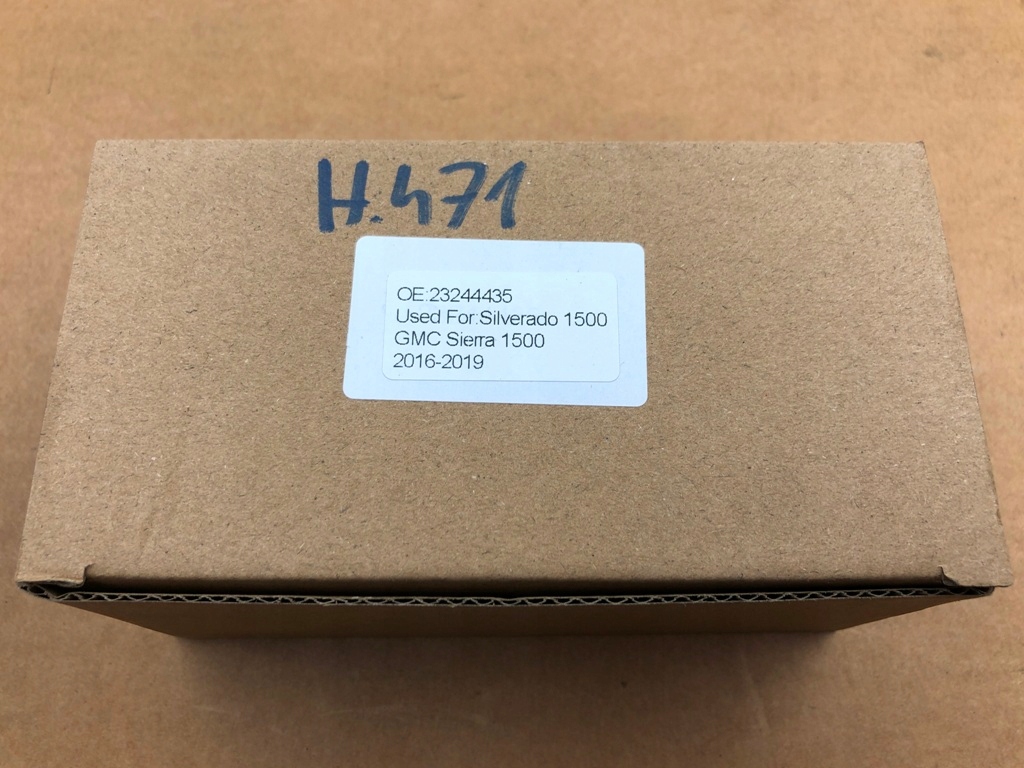 H.471
OE:23244435
Used For:Silverado 1500
GMC Sierra 1500
2016-2019